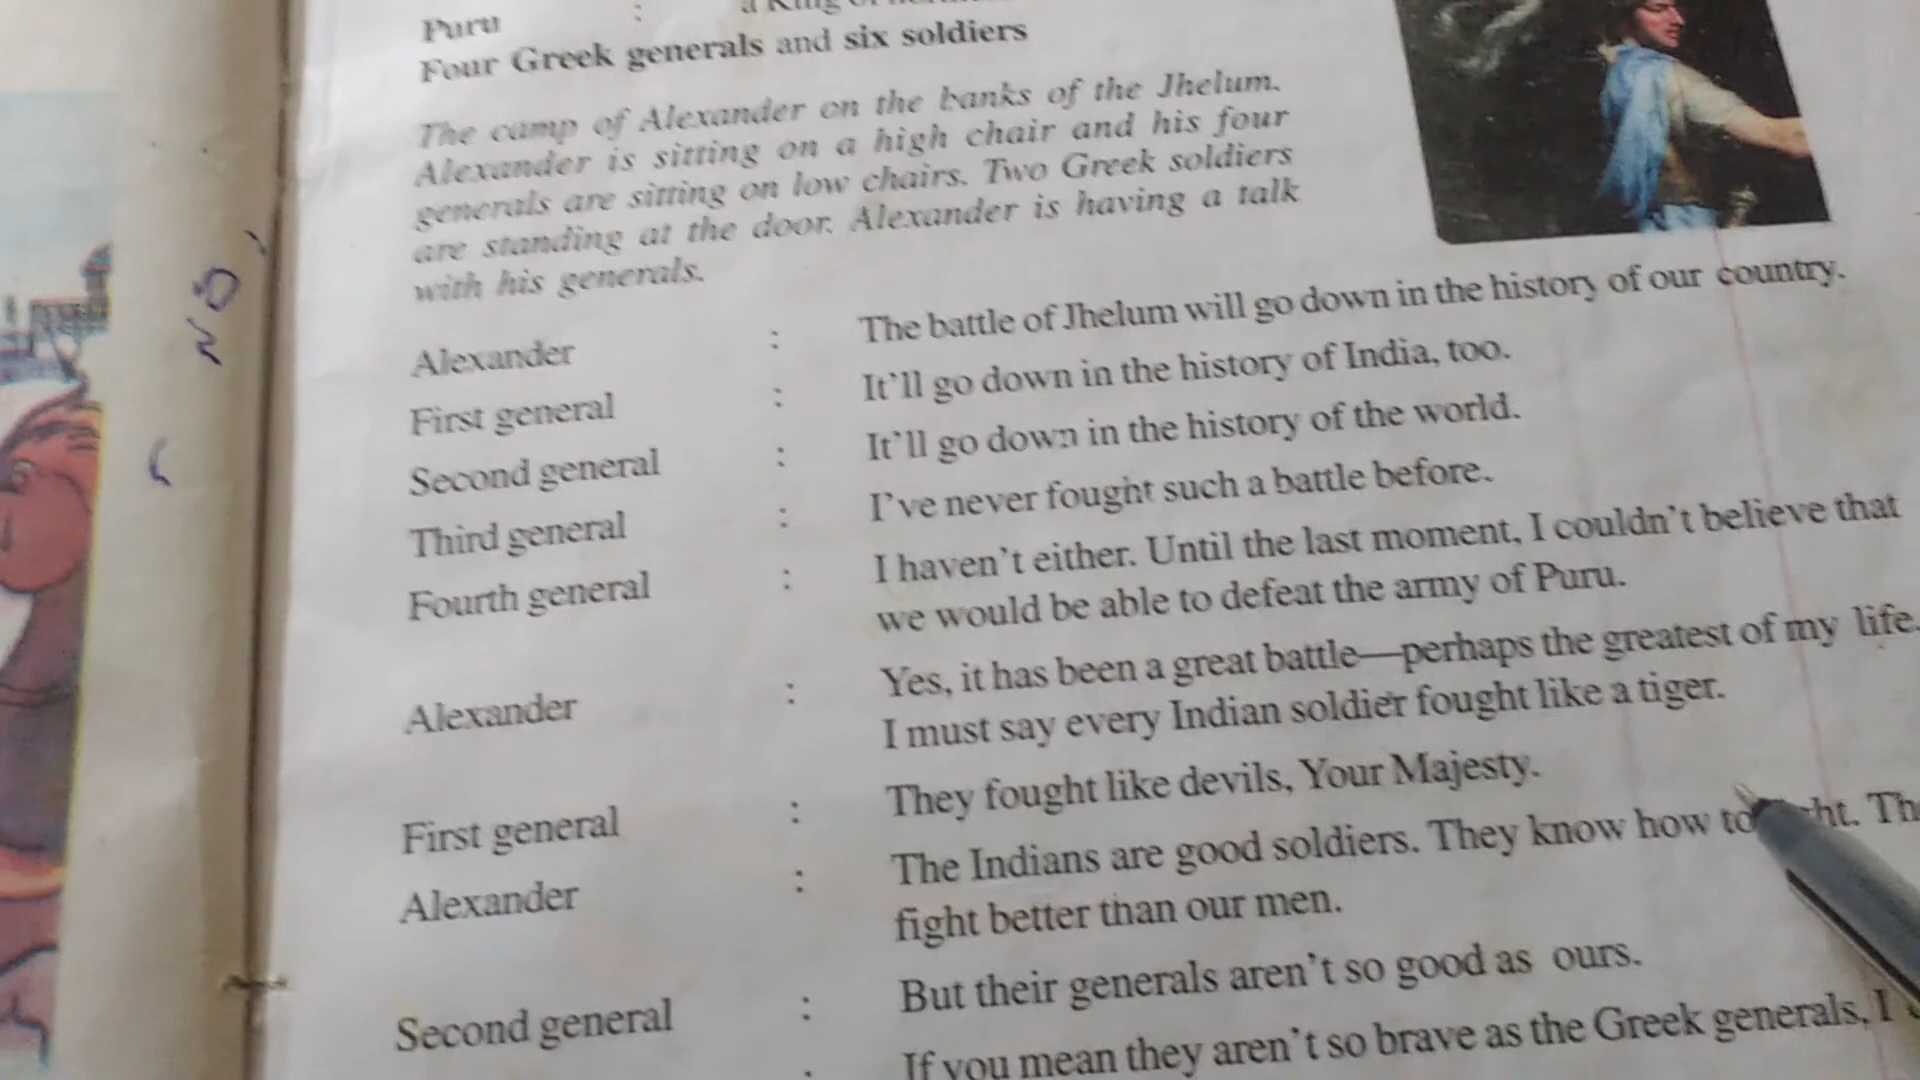 Puru : a King of
Four Greek generals and six soldiers
The camp of Alexander on the banks of the Jhelum.
Alexander is sitting on a high chair and his four
generals are sitting on low chairs. Two Greek soldiers
are standing at the door. Alexander is having a talk
with his generals.
Alexander : The battle of Jhelum will go down in the history of our country.
First general : It'll go down in the history of India, too.
Second general : It'll go down in the history of the world.
Third general : I've never fought such a battle before.
Fourth general : I haven't either. Until the last moment, I couldn't believe that
we would be able to defeat the army of Puru.
Alexander : Yes, it has been a great battle—perhaps the greatest of my life.
I must say every Indian soldier fought like a tiger.
First general : They fought like devils, Your Majesty.
Alexander : The Indians are good soldiers. They know how to
fight better than our men.
Second general : But their generals aren't so good as ours.
: If you mean they aren't so brave as the Greek generals, I